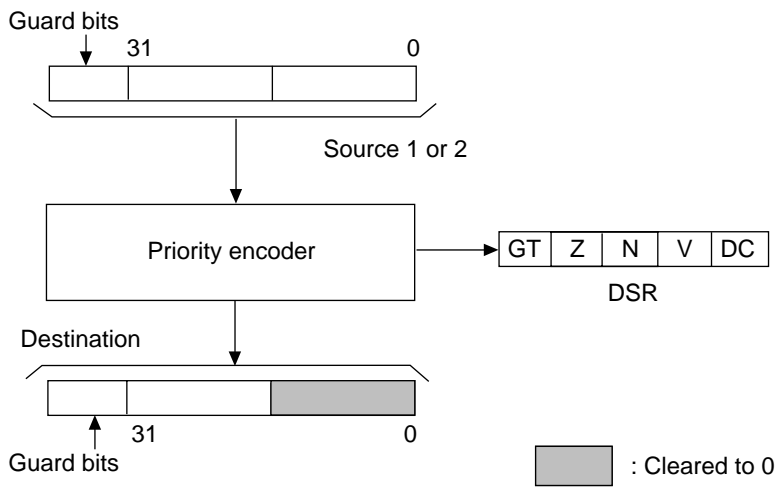 Guard bits
31 0
Source 1 or 2
Priority encoder
GT Z N V DC
DSR
Destination
31 0
Guard bits
: Cleared to 0